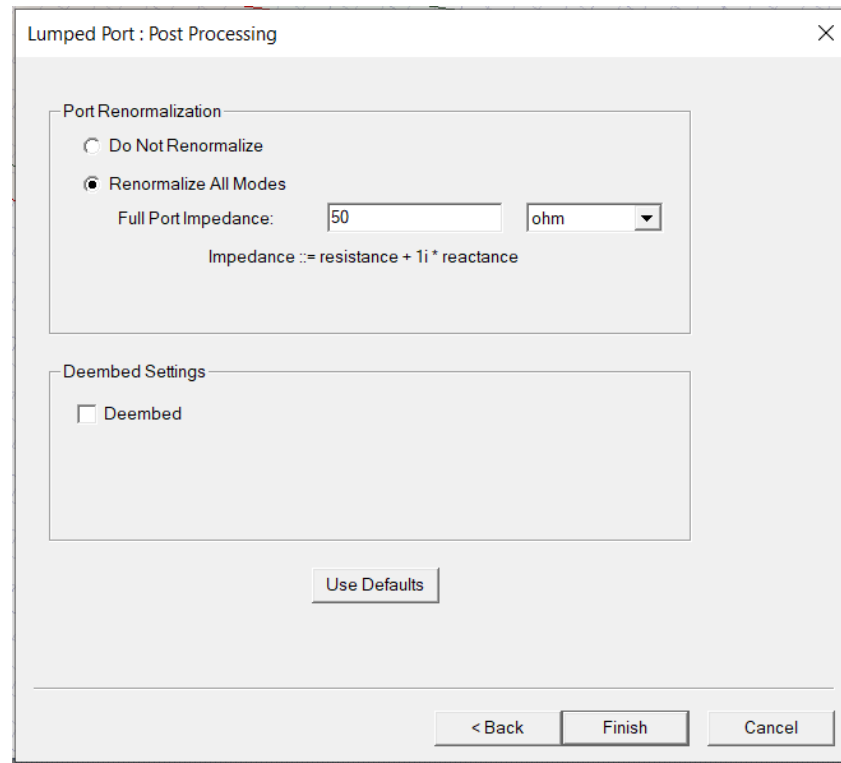 Lumped Port : Post Processing
Port Renormalization
Do Not Renormalize
Renormalize All Modes
Full Port Impedance: 50 ohm
Impedance ::= resistance + 1i * reactance
Deembed Settings
Deembed
Use Defaults
< Back Finish Cancel